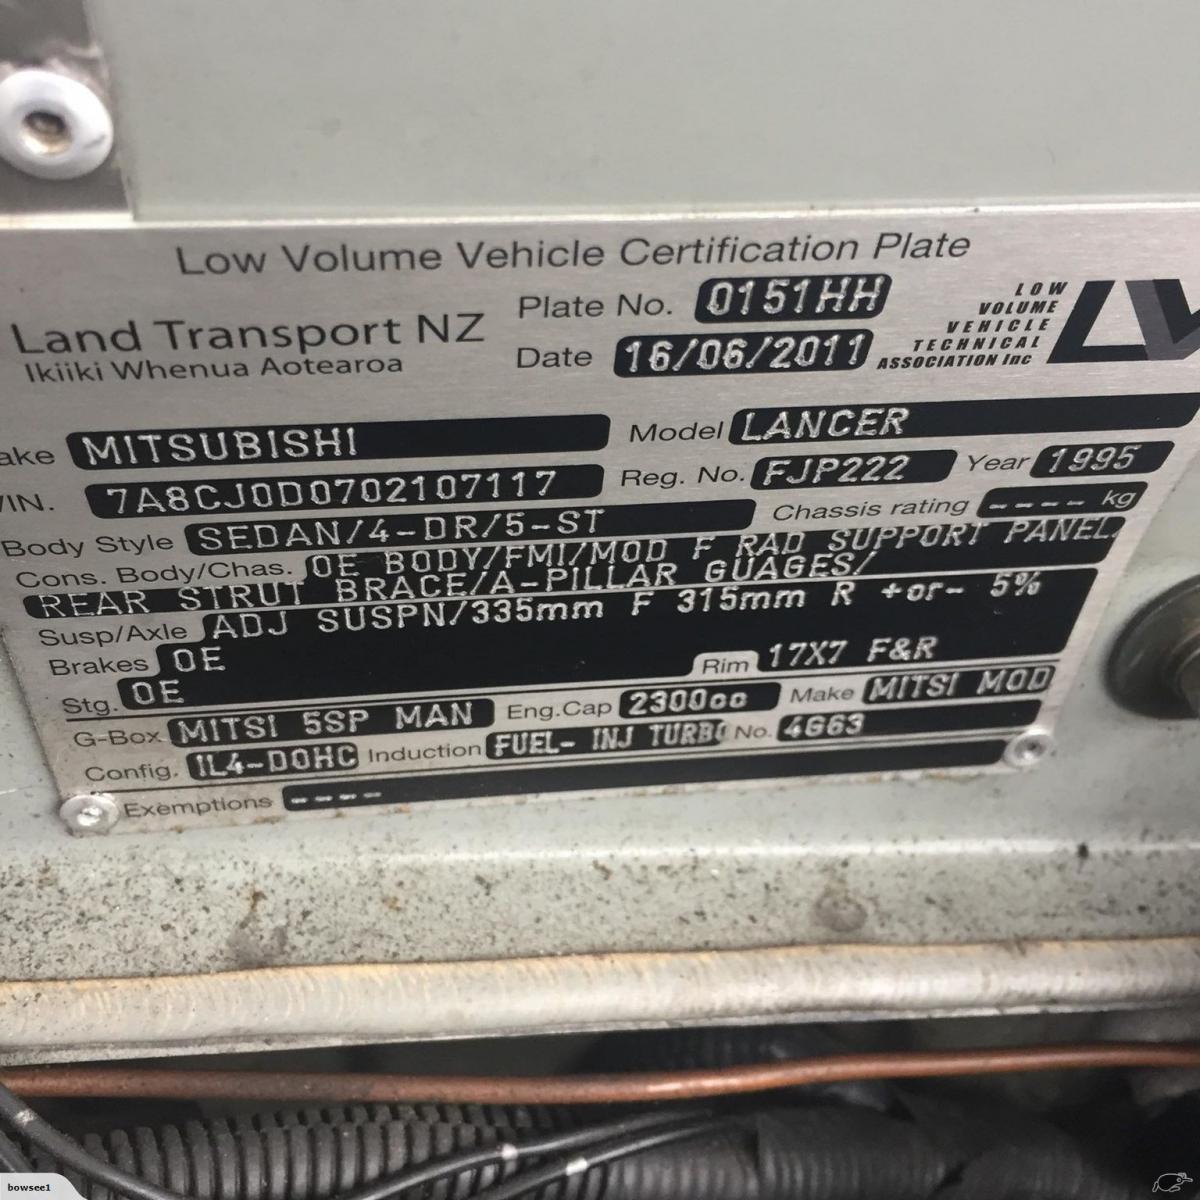 Low Volume Vehicle Certification Plate
Land Transport NZ
Ikiiki Whenua Aotearoa
Plate No. 0151HH
Date 16/06/2011
LOW
VOLUME
VEHICLE
TECHNICAL
ASSOCIATION Inc
LV
ake MITSUBISHI Model LANCER
VIN. 7A8CJ0D0702107117 Reg. No. FJP222 Year 1995
Body Style SEDAN/4-DR/5-ST Chassis rating ---- kg
Cons. Body/Chas. OE BODY/FMI/MOD F RAD SUPPORT PANEL
REAR STRUT BRACE/A-PILLAR GUAGES/
Susp/Axle ADJ SUSPN/335mm F 315mm R +or- 5%
Brakes OE Rim 17X7 F&R
Stg. OE
G-Box MITSI 5SP MAN Eng.Cap 2300cc Make MITSI MOD
Config. IL4-DOHC Induction FUEL- INJ TURBO No. 4G63
Exemptions ----
bowsee1